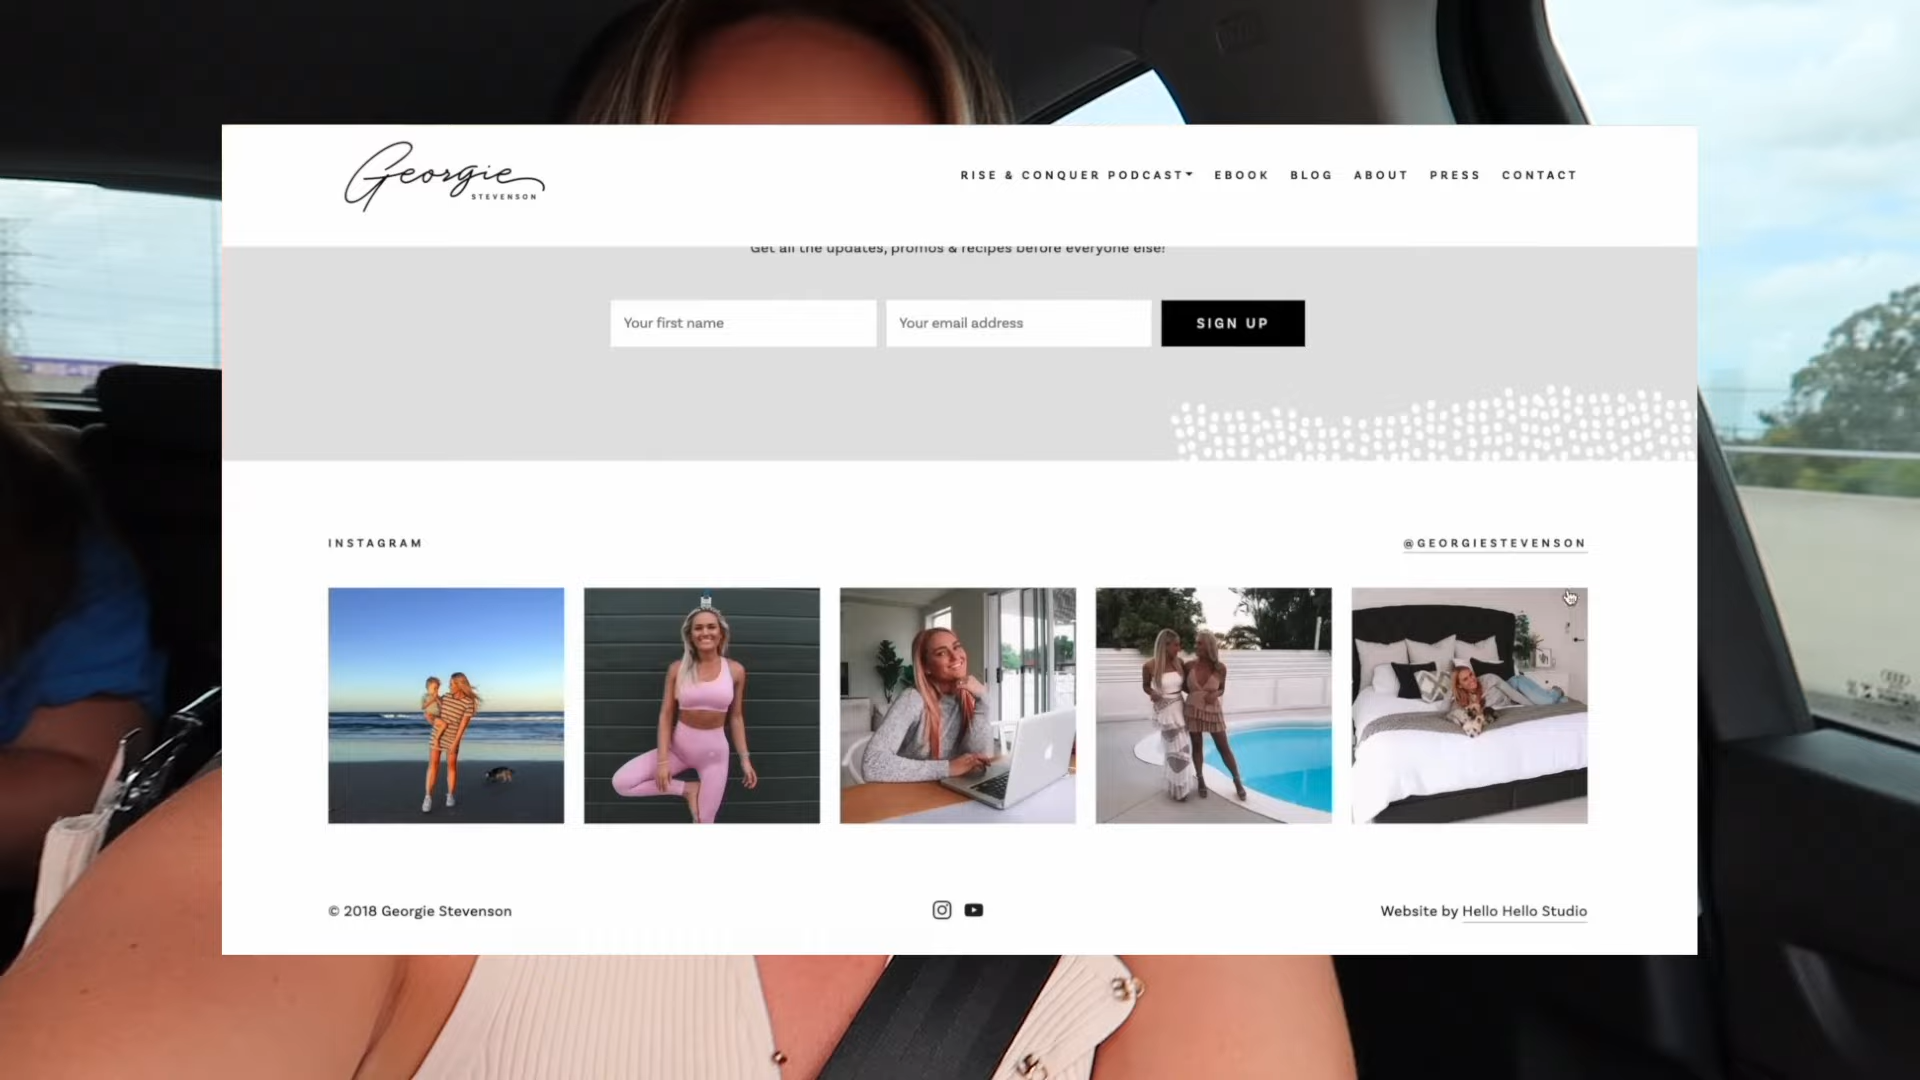 Georgie
STEVENSON
RISE & CONQUER PODCAST EBOOK BLOG ABOUT PRESS CONTACT
Get all the updates, promos & recipes before everyone else!
Your first name
Your email address
SIGN UP
INSTAGRAM
@GEORGIESTEVENSON
© 2018 Georgie Stevenson
Website by Hello Hello Studio